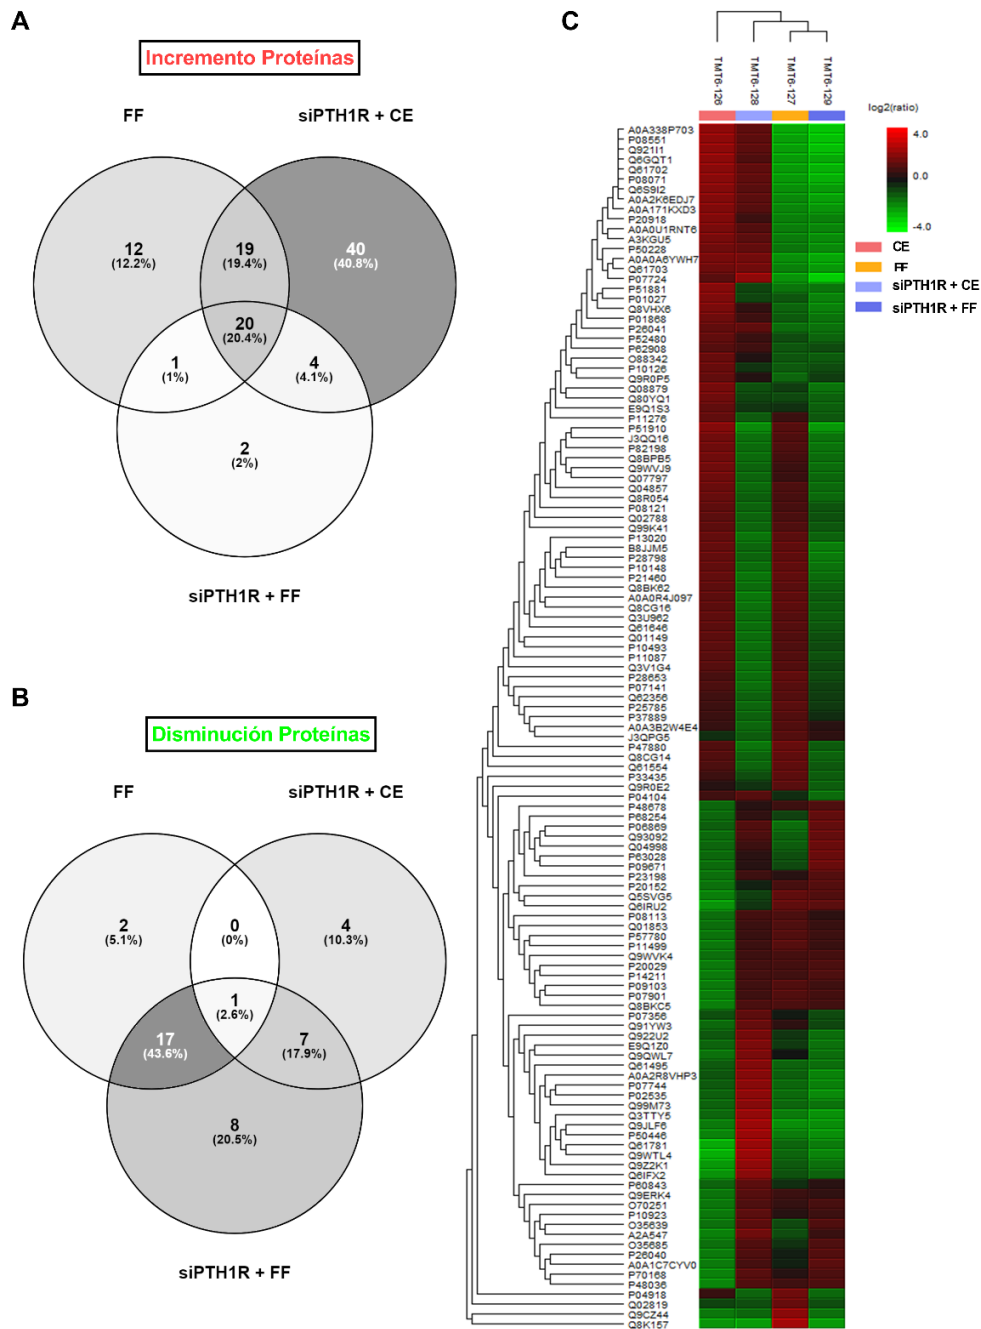 A
Incremento Proteínas
FF
siPTH1R + CE
12
(12.2%)
19
(19.4%)
40
(40.8%)
20
(20.4%)
1
(1%)
4
(4.1%)
2
(2%)
siPTH1R + FF
B
Disminución Proteínas
FF
siPTH1R + CE
2
(5.1%)
0
(0%)
4
(10.3%)
1
(2.6%)
17
(43.6%)
7
(17.9%)
8
(20.5%)
siPTH1R + FF
C
TMT6-126
TMT6-128
TMT6-127
TMT6-129
log2(ratio)
4.0
0.0
-4.0
CE
FF
siPTH1R + CE
siPTH1R + FF
A0A338P703
P08551
Q921I1
Q6GQT1
Q61702
P08071
Q6S9I2
A0A2K6EDJ7
A0A171KXD3
P20918
A0A0U1RNT6
A3KGU5
P50228
A0A0A6YWH7
Q61703
P07724
P51881
P01027
Q8VHX6
P01868
P26041
P52480
P62908
O88342
P10126
Q9R0P5
Q08879
Q80YQ1
E9Q1S3
P11276
P51910
J3QQ16
P82198
Q8BPB5
Q9WVJ9
Q07797
Q04857
Q8R054
P08121
Q02788
Q99K41
P13020
B8JJM5
P28798
P10148
P21460
Q8BK62
A0A0R4J097
Q8CG16
Q3U962
Q61646
Q01149
P10493
P11087
Q3V1G4
P28653
P07141
Q62356
P25785
P37889
A0A3B2W4E4
J3QPG5
P47880
Q8CG14
Q61554
P33435
Q9R0E2
P04104
P48678
P68254
P06869
Q93092
Q04998
P63028
P09671
P23198
P20152
Q5SVG5
Q6IRU2
P08113
Q01853
P57780
P11499
Q9WVK4
P20029
P14211
P09103
P07901
Q8BKC5
P07356
Q91YW3
Q922U2
E9Q1Z0
Q9QWL7
Q61495
A0A2R8VHP3
P07744
P02535
Q99M73
Q3TTY5
Q9JLF6
P50446
Q61781
Q9WTL4
Q9Z2K1
Q6IFX2
P60843
Q9ERK4
O70251
P10923
O35639
A2A547
O35685
P26040
A0A1C7CYV0
P70168
P48036
P04918
Q02819
Q9CZ44
Q8K157